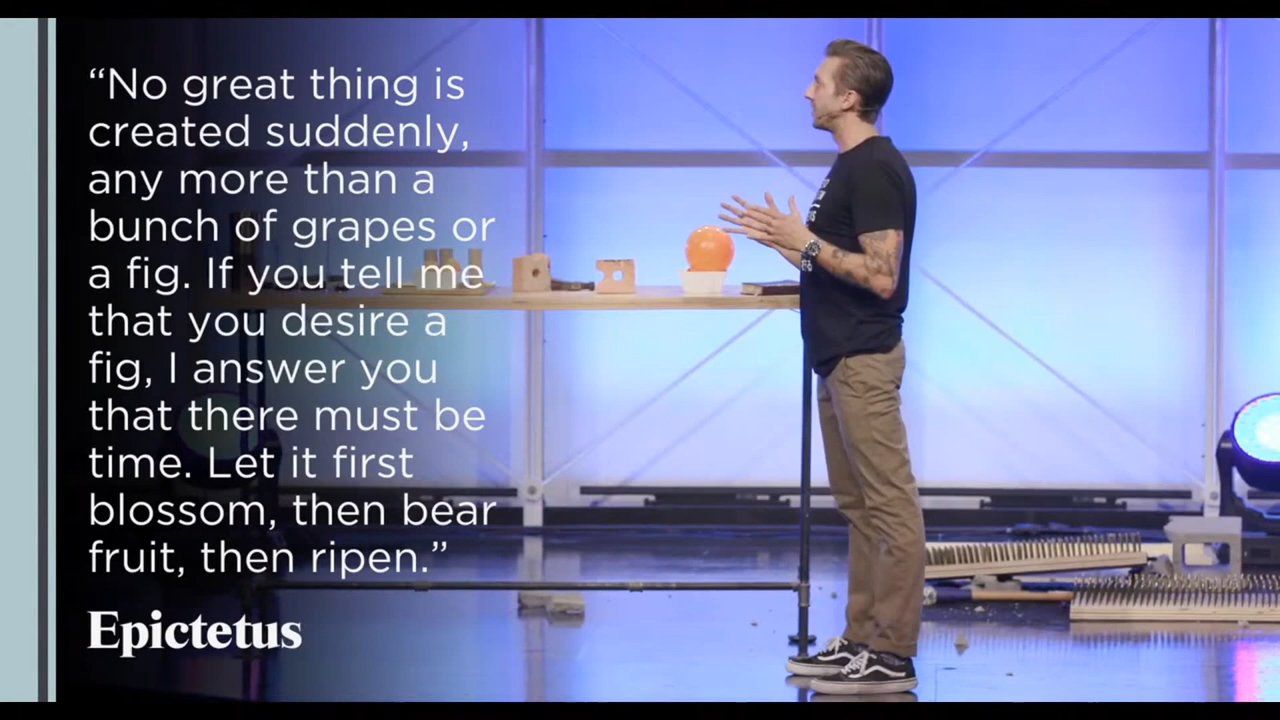 “No great thing is
created suddenly,
any more than a
bunch of grapes or
a fig. If you tell me
that you desire a
fig, I answer you
that there must be
time. Let it first
blossom, then bear
fruit, then ripen.”
Epictetus